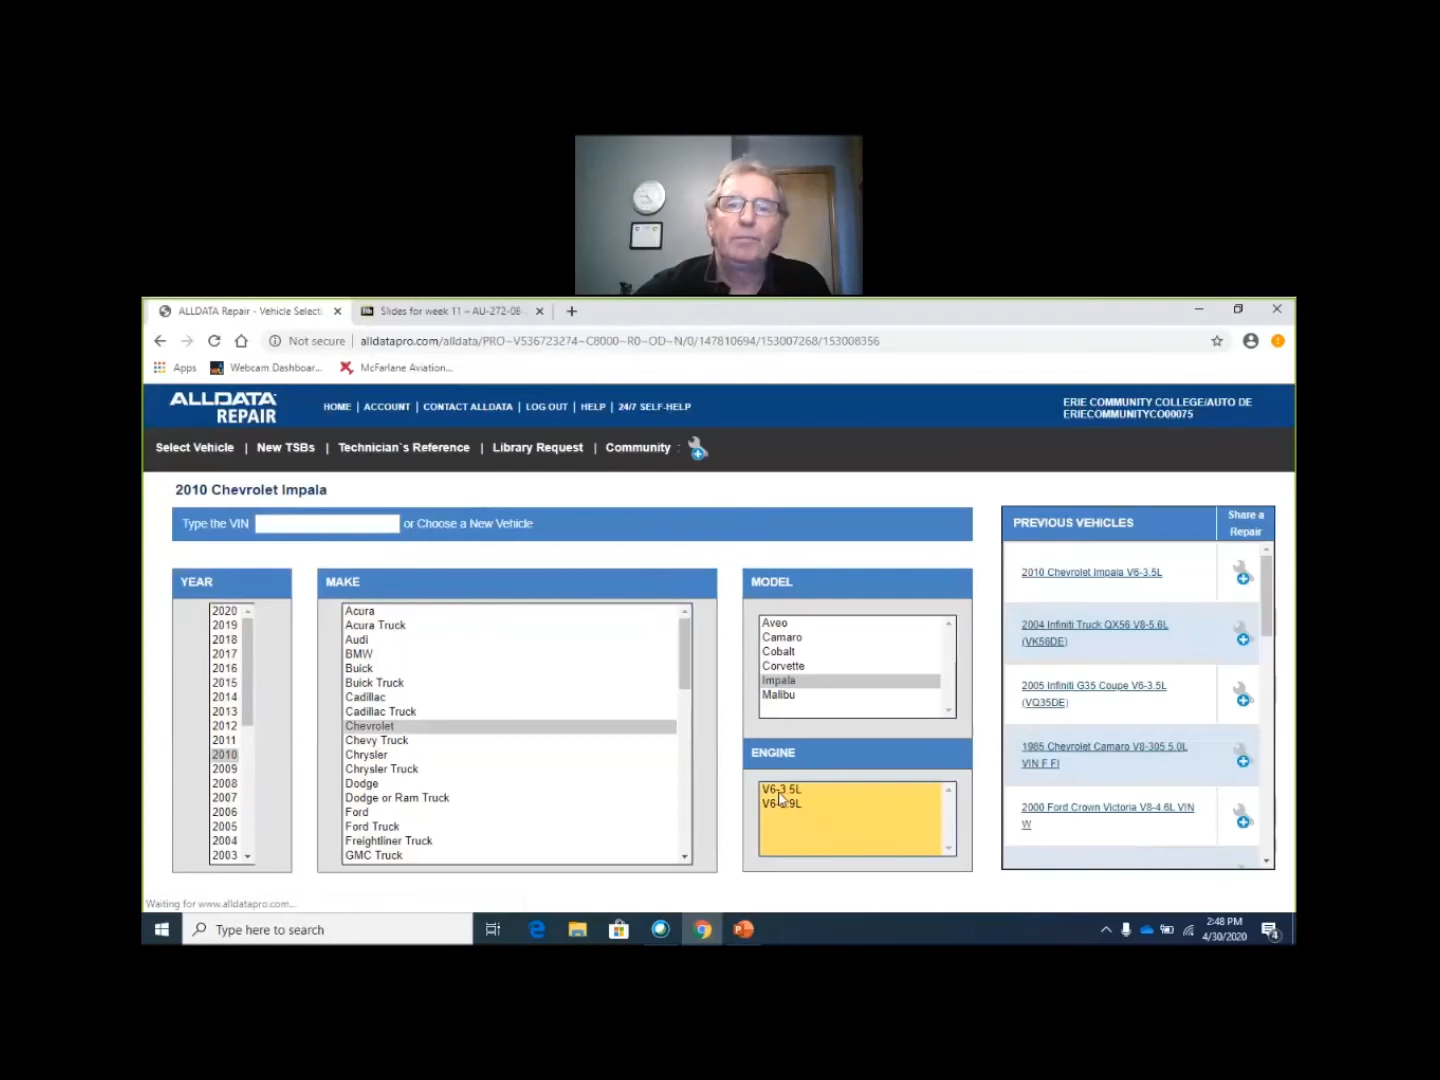 ALLDATA Repair - Vehicle Select
Slides for week 11 – AU-272-0B
Not secure
alldatapro.com/alldata/PRO~V536723274~C8000~R0~OD~N/0/147810694/153007268/153008356
Apps
Webcam Dashboar...
McFarlane Aviation...
ALLDATA
REPAIR
HOME | ACCOUNT | CONTACT ALLDATA | LOG OUT | HELP | 24/7 SELF-HELP
ERIE COMMUNITY COLLEGE/AUTO DE
ERIECOMMUNITYCO00075
Select Vehicle | New TSBs | Technician`s Reference | Library Request | Community :
2010 Chevrolet Impala
Type the VIN
or Choose a New Vehicle
YEAR
2020
2019
2018
2017
2016
2015
2014
2013
2012
2011
2010
2009
2008
2007
2006
2005
2004
2003
MAKE
Acura
Acura Truck
Audi
BMW
Buick
Buick Truck
Cadillac
Cadillac Truck
Chevrolet
Chevy Truck
Chrysler
Chrysler Truck
Dodge
Dodge or Ram Truck
Ford
Ford Truck
Freightliner Truck
GMC Truck
MODEL
Aveo
Camaro
Cobalt
Corvette
Impala
Malibu
ENGINE
V6-3.5L
PREVIOUS VEHICLES
Share a
Repair
2010 Chevrolet Impala V6-3.5L
2004 Infiniti Truck QX56 V8-5.6L
(VK56DE)
2005 Infiniti G35 Coupe V6-3.5L
(VQ35DE)
1985 Chevrolet Camaro V8-305 5.0L
VIN F FI
2000 Ford Crown Victoria V8-4.6L VIN
W
Waiting for www.alldatapro.com...
Type here to search
2:48 PM
4/30/2020
4